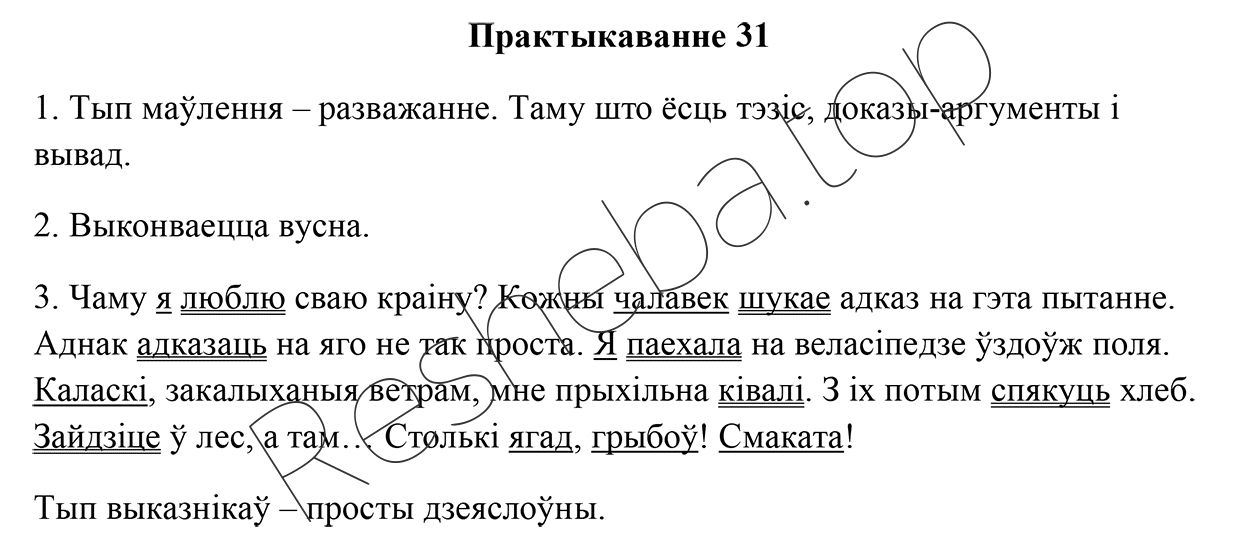 Практыкаванне 31
1. Тып маўлення – разважанне. Таму што ёсць тэзіс, доказы-аргументы і
вывад.
2. Выконваецца вусна.
3. Чаму я люблю сваю краіну? Кожны чалавек шукае адказ на гэта пытанне.
Аднак адказаць на яго не так проста. Я паехала на веласіпедзе ўздоўж поля.
Каласкі, закалыханыя ветрам, мне прыхільна ківалі. З іх потым спякуць хлеб.
Зайдзіце ў лес, а там… Столькі ягад, грыбоў! Смаката!
Тып выказнікаў – просты дзеяслоўны.
Resheba.top